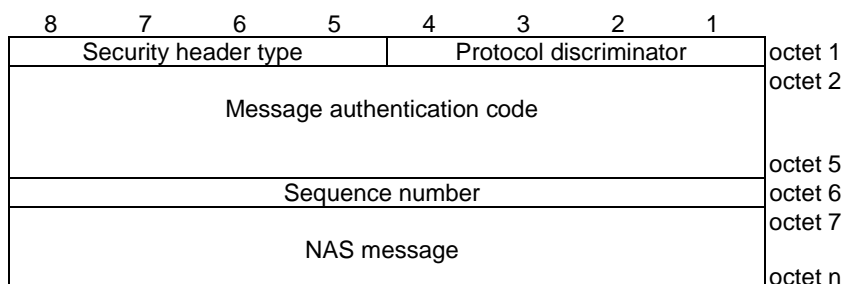 8 7 6 5 4 3 2 1
Security header type Protocol discriminator octet 1
octet 2
Message authentication code
octet 5
Sequence number octet 6
octet 7
NAS message
octet n